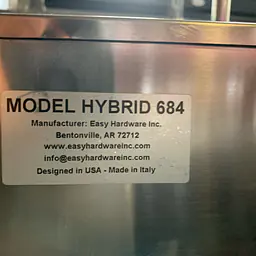 MODEL HYBRID 684
Manufacturer: Easy Hardware Inc.
Bentonville, AR 72712
www.easyhardwareinc.com
info@easyhardwareinc.com
Designed in USA - Made in Italy